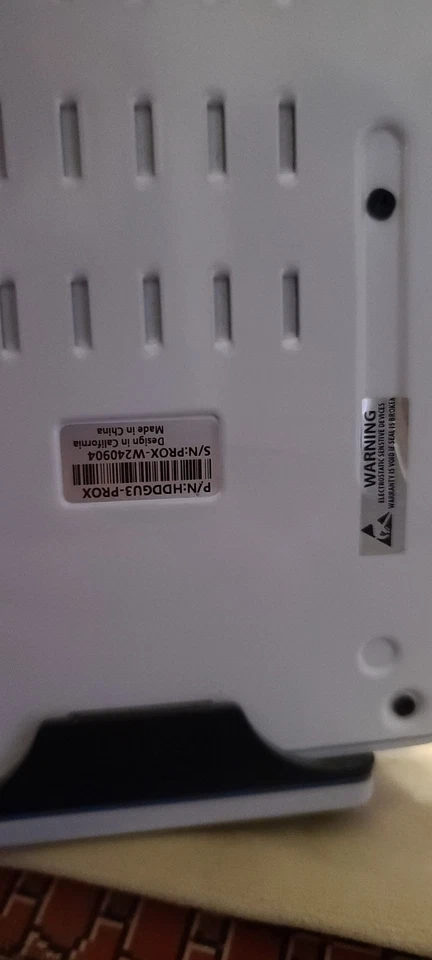 P/N:HDDGU3-PROX
S/N:PROX-W240904
Design in California
Made in China
WARNING
ELECTROSTATIC SENSITIVE DEVICES
WARRANTY IS VOID IF SEAL IS BROKEN